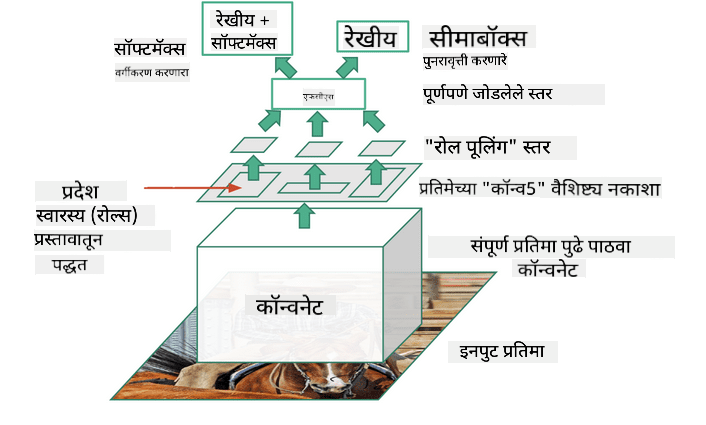 रेखीय +
सॉफ्टमॅक्स
रेखीय
सीमाबॉक्स
पुनरावृत्ती करणारे
सॉफ्टमॅक्स
वर्गीकरण करणारा
एफसीएस
पूर्णपणे जोडलेले स्तर
"रोल पूलिंग" स्तर
प्रतिमेच्या "कॉन्व5" वैशिष्ट्य नकाशा
प्रदेश
स्वारस्य (रोल्स)
प्रस्तावातून
पद्धत
संपूर्ण प्रतिमा पुढे पाठवा
कॉन्वनेट
कॉन्वनेट
इनपुट प्रतिमा